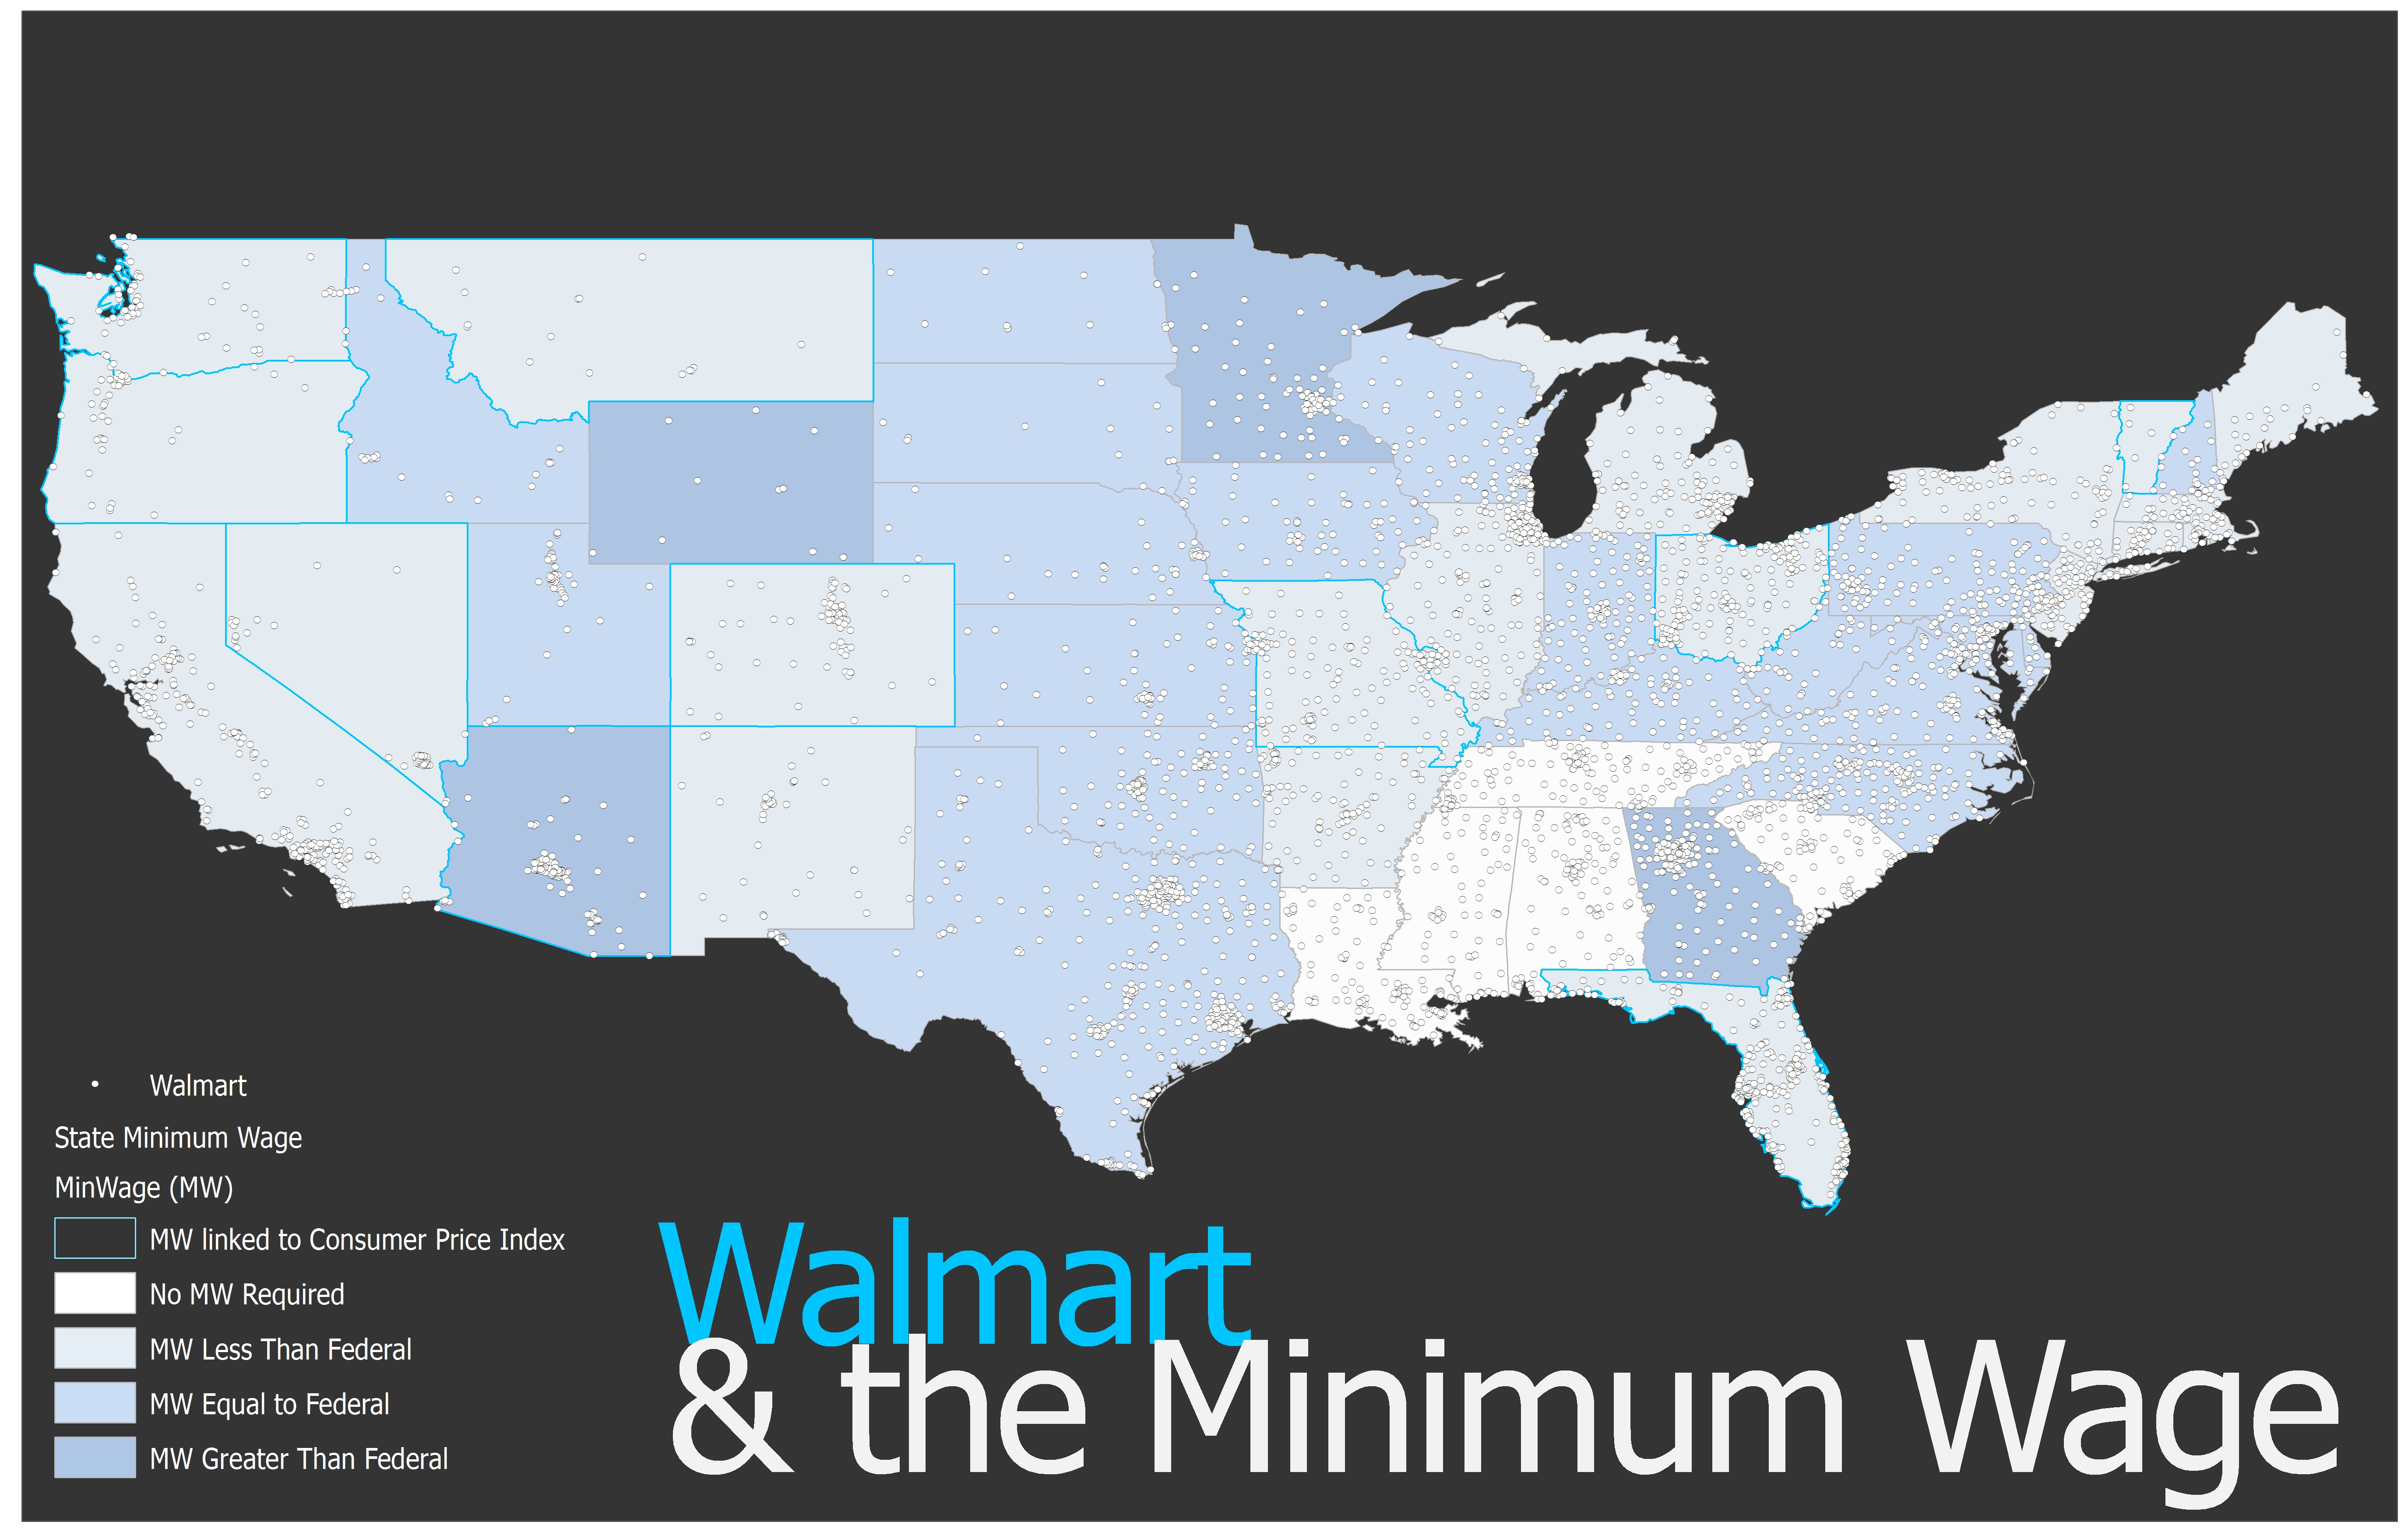 Walmart
State Minimum Wage
MinWage (MW)
MW linked to Consumer Price Index
No MW Required
MW Less Than Federal
MW Equal to Federal
MW Greater Than Federal
Walmart
& the Minimum Wage